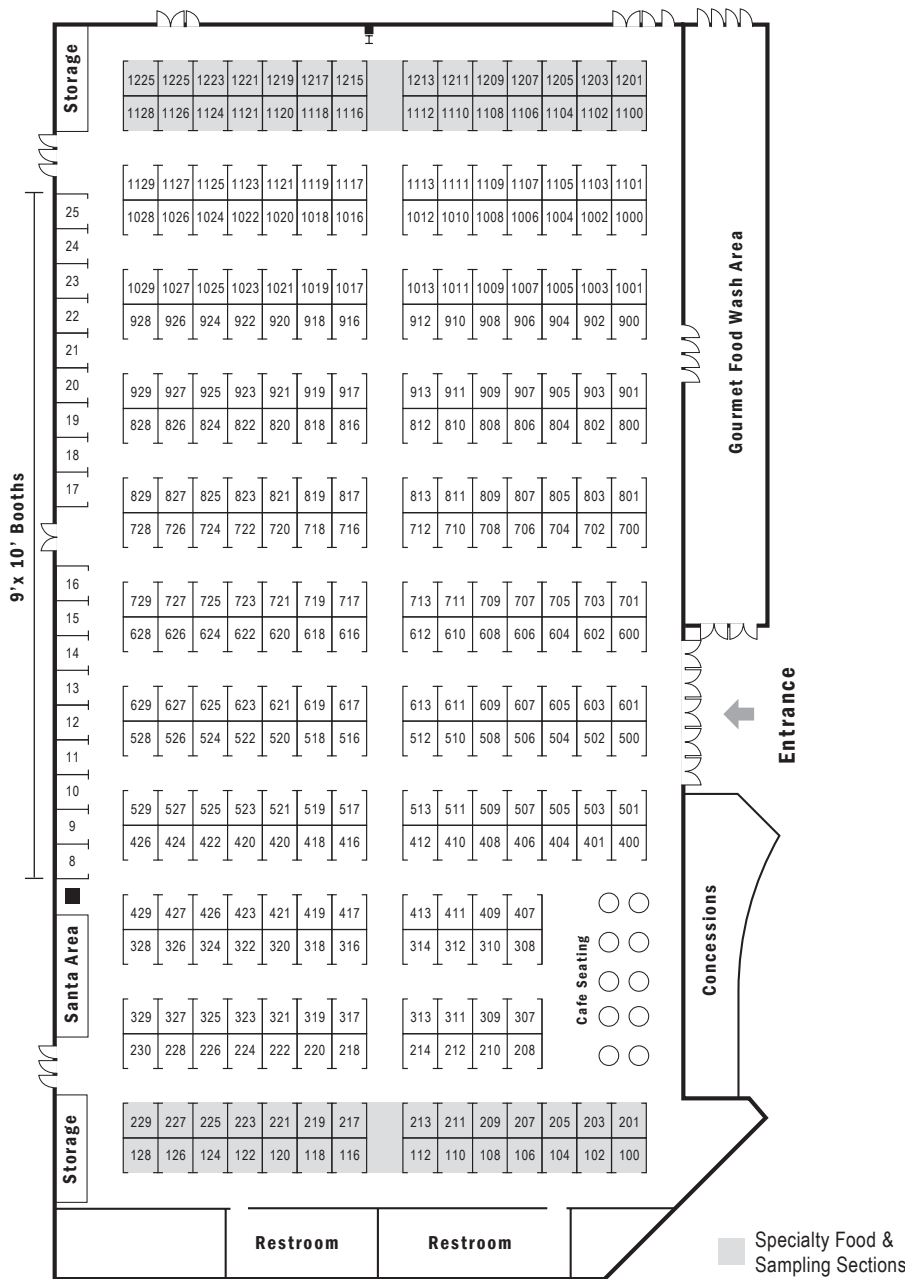 Storage
1225 1225 1223 1221 1219 1217 1215 1213 1211 1209 1207 1205 1203 1201
1128 1126 1124 1121 1120 1118 1116 1112 1110 1108 1106 1104 1102 1100
1129 1127 1125 1123 1121 1119 1117 1113 1111 1109 1107 1105 1103 1101
1028 1026 1024 1022 1020 1018 1016 1012 1010 1008 1006 1004 1002 1000
1029 1027 1025 1023 1021 1019 1017 1013 1011 1009 1007 1005 1003 1001
928 926 924 922 920 918 916 912 910 908 906 904 902 900
929 927 925 923 921 919 917 913 911 909 907 905 903 901
828 826 824 822 820 818 816 812 810 808 806 804 802 800
829 827 825 823 821 819 817 813 811 809 807 805 803 801
728 726 724 722 720 718 716 712 710 708 706 704 702 700
729 727 725 723 721 719 717 713 711 709 707 705 703 701
628 626 624 622 620 618 616 612 610 608 606 604 602 600
629 627 625 623 621 619 617 613 611 609 607 605 603 601
528 526 524 522 520 518 516 512 510 508 506 504 502 500
529 527 525 523 521 519 517 513 511 509 507 505 503 501
426 424 422 420 420 418 416 412 410 408 406 404 401 400
429 427 426 423 421 419 417 413 411 409 407
328 326 324 322 320 318 316 314 312 310 308
329 327 325 323 321 319 317 313 311 309 307
230 228 226 224 222 220 218 214 212 210 208
229 227 225 223 221 219 217 213 211 209 207 205 203 201
128 126 124 122 120 118 116 112 110 108 106 104 102 100
25
24
23
22
21
20
19
18
17
16
15
14
13
12
11
10
9
8
9'x 10' Booths
Santa Area
Storage
Gourmet Food Wash Area
Entrance
Concessions
Cafe Seating
Restroom
Restroom
Specialty Food &
Sampling Sections